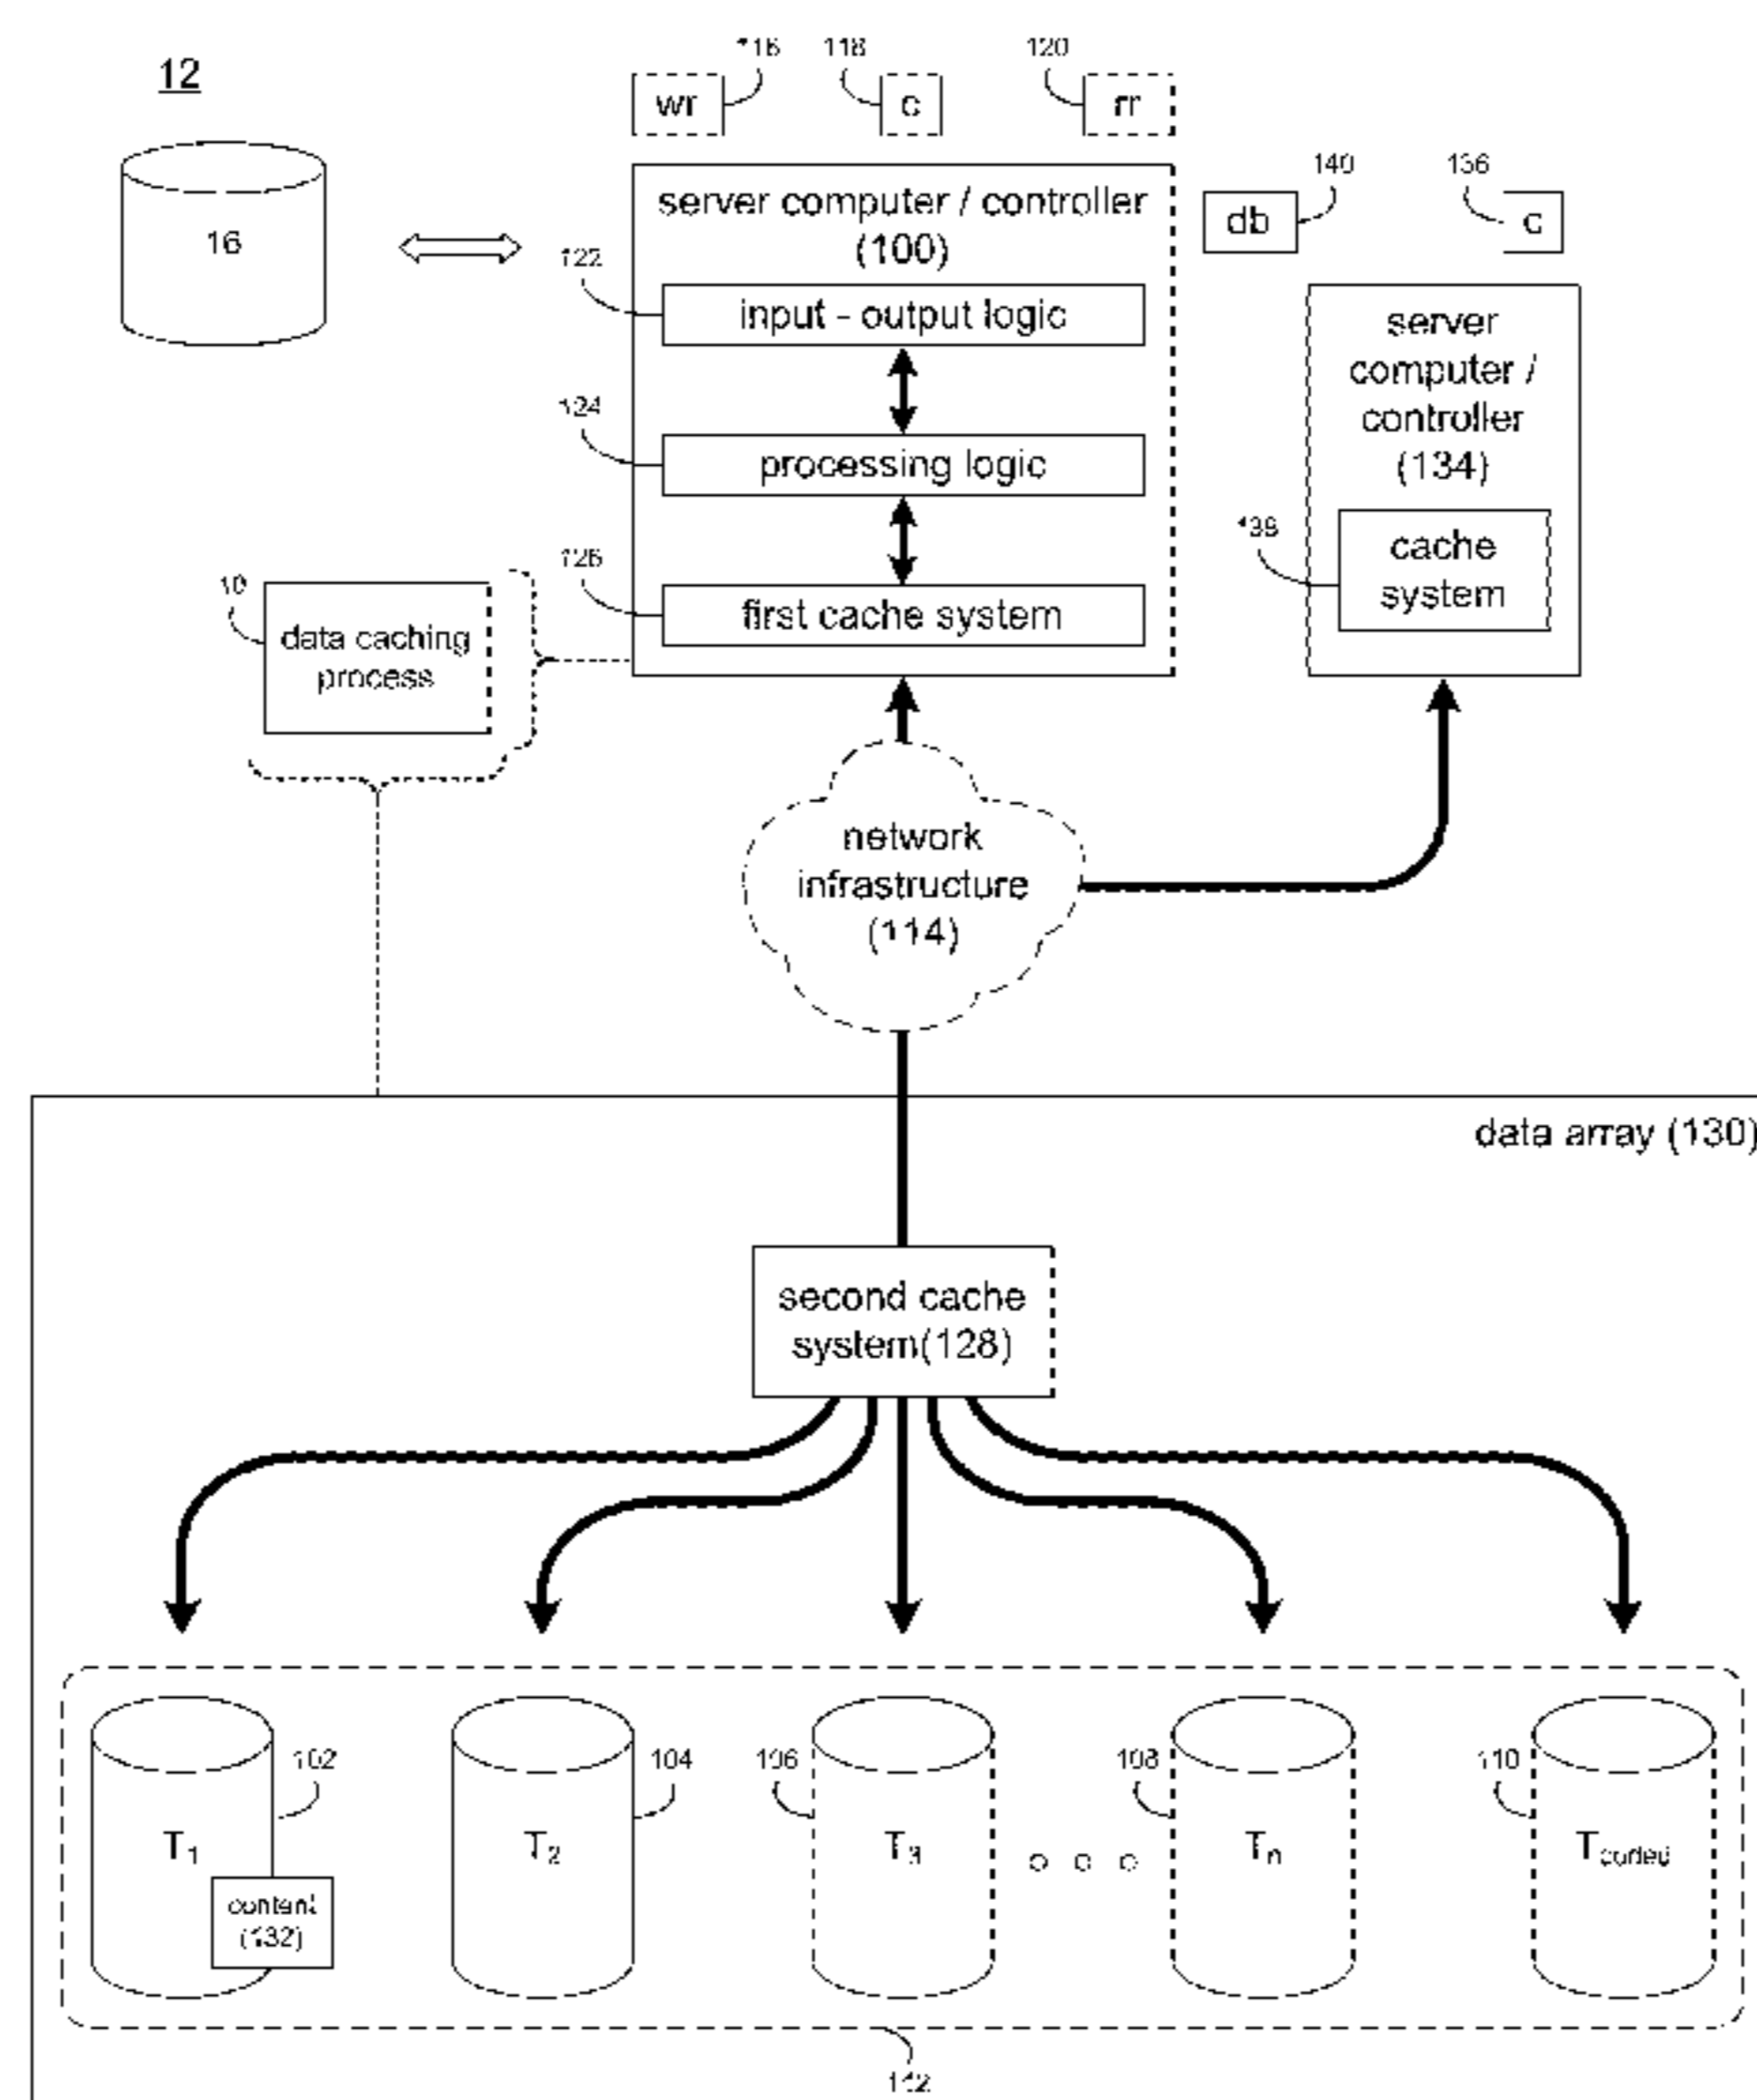 12
116 118 120
wr c rr
16
server computer / controller
(100)
140 136
db c
122
input - output logic
124
processing logic
126
first cache system
server
computer /
controller
(134)
138
cache
system
10
data caching
process
network
infrastructure
(114)
data array (130)
second cache
system(128)
102 104 106 108 110
T1 T2 T3 Tn Tcoded
content
(132)
112